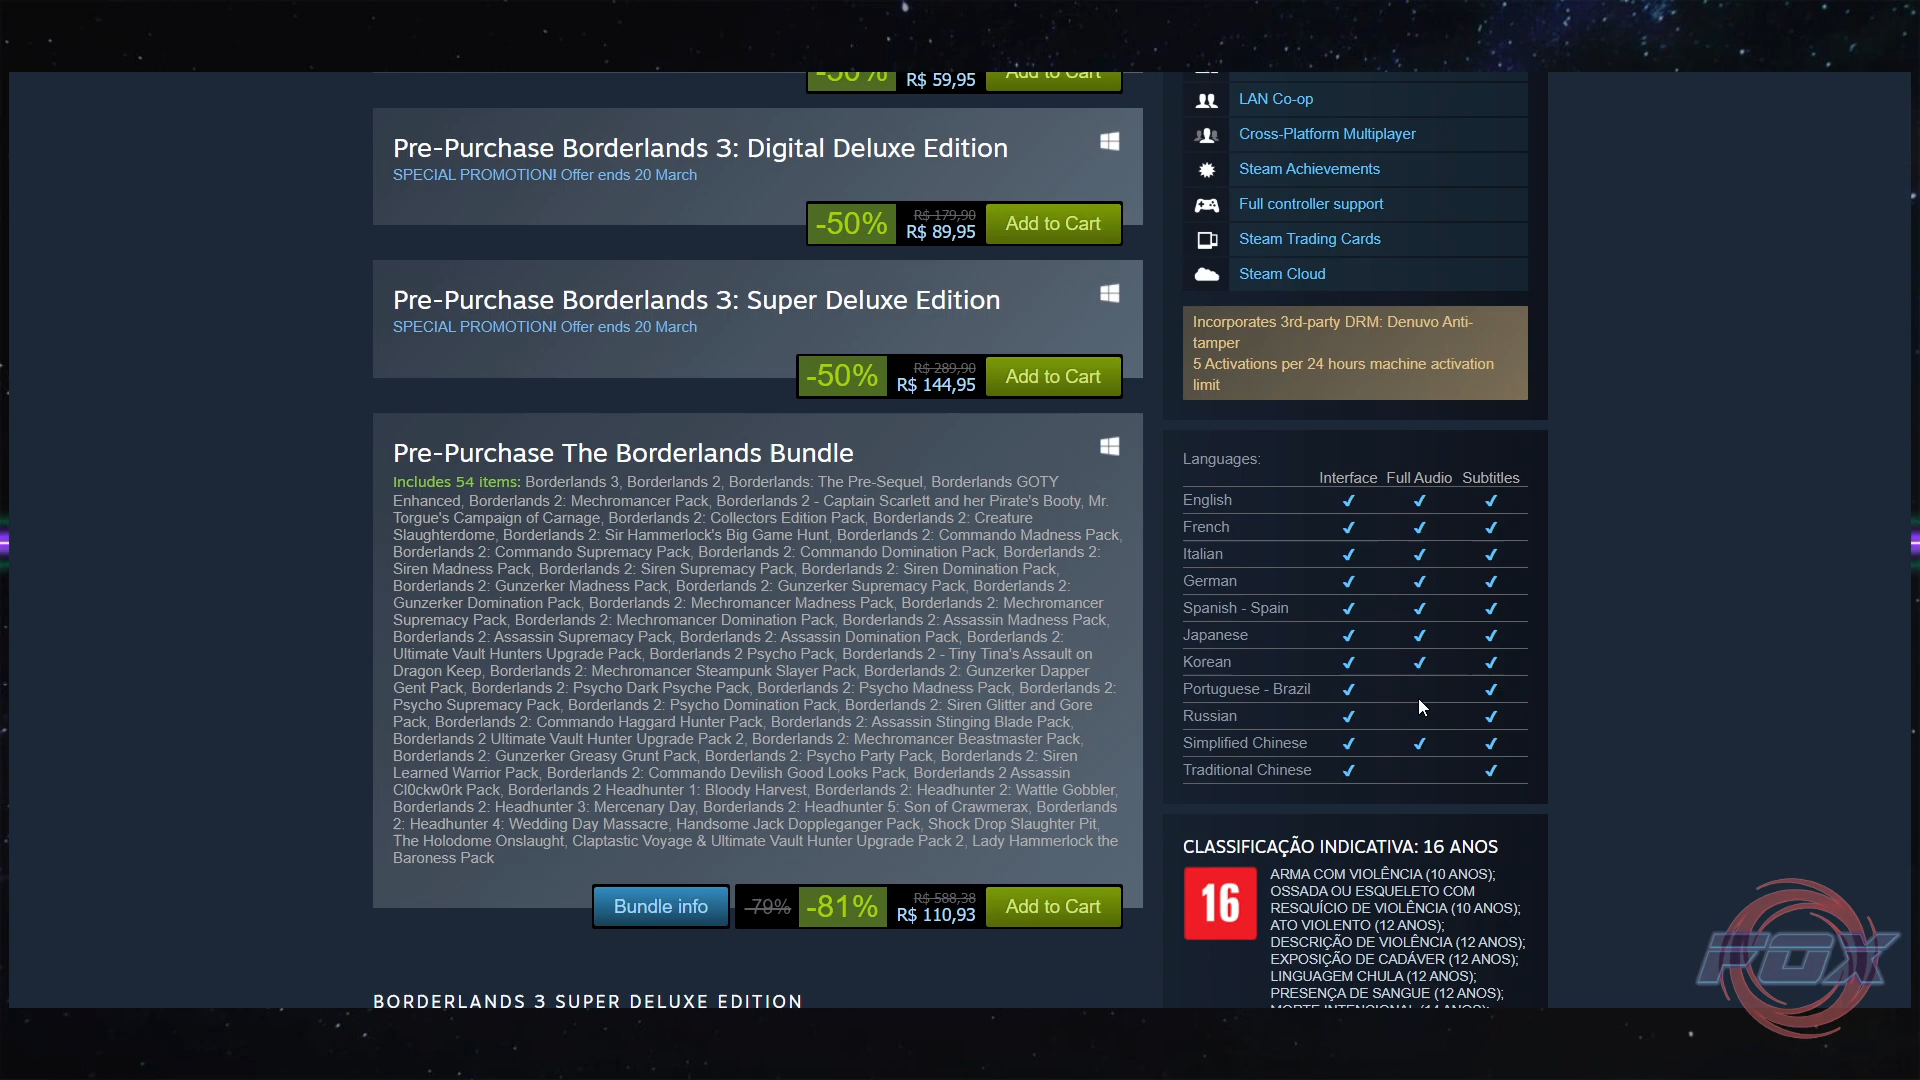 -50% R$ 59,95 Add to Cart
Pre-Purchase Borderlands 3: Digital Deluxe Edition
SPECIAL PROMOTION! Offer ends 20 March
-50% R$ 179,90 R$ 89,95 Add to Cart
Pre-Purchase Borderlands 3: Super Deluxe Edition
SPECIAL PROMOTION! Offer ends 20 March
-50% R$ 289,90 R$ 144,95 Add to Cart
Pre-Purchase The Borderlands Bundle
Includes 54 items: Borderlands 3, Borderlands 2, Borderlands: The Pre-Sequel, Borderlands GOTY
Enhanced, Borderlands 2: Mechromancer Pack, Borderlands 2 - Captain Scarlett and her Pirate's Booty, Mr.
Torgue's Campaign of Carnage, Borderlands 2: Collectors Edition Pack, Borderlands 2: Creature
Slaughterdome, Borderlands 2: Sir Hammerlock's Big Game Hunt, Borderlands 2: Commando Madness Pack,
Borderlands 2: Commando Supremacy Pack, Borderlands 2: Commando Domination Pack, Borderlands 2:
Siren Madness Pack, Borderlands 2: Siren Supremacy Pack, Borderlands 2: Siren Domination Pack,
Borderlands 2: Gunzerker Madness Pack, Borderlands 2: Gunzerker Supremacy Pack, Borderlands 2:
Gunzerker Domination Pack, Borderlands 2: Mechromancer Madness Pack, Borderlands 2: Mechromancer
Supremacy Pack, Borderlands 2: Mechromancer Domination Pack, Borderlands 2: Assassin Madness Pack,
Borderlands 2: Assassin Supremacy Pack, Borderlands 2: Assassin Domination Pack, Borderlands 2:
Ultimate Vault Hunters Upgrade Pack, Borderlands 2 Psycho Pack, Borderlands 2 - Tiny Tina's Assault on
Dragon Keep, Borderlands 2: Mechromancer Steampunk Slayer Pack, Borderlands 2: Gunzerker Dapper
Gent Pack, Borderlands 2: Psycho Dark Psyche Pack, Borderlands 2: Psycho Madness Pack, Borderlands 2:
Psycho Supremacy Pack, Borderlands 2: Psycho Domination Pack, Borderlands 2: Siren Glitter and Gore
Pack, Borderlands 2: Commando Haggard Hunter Pack, Borderlands 2: Assassin Stinging Blade Pack,
Borderlands 2 Ultimate Vault Hunter Upgrade Pack 2, Borderlands 2: Mechromancer Beastmaster Pack,
Borderlands 2: Gunzerker Greasy Grunt Pack, Borderlands 2: Psycho Party Pack, Borderlands 2: Siren
Learned Warrior Pack, Borderlands 2: Commando Devilish Good Looks Pack, Borderlands 2 Assassin
Cl0ckw0rk Pack, Borderlands 2 Headhunter 1: Bloody Harvest, Borderlands 2: Headhunter 2: Wattle Gobbler,
Borderlands 2: Headhunter 3: Mercenary Day, Borderlands 2: Headhunter 5: Son of Crawmerax, Borderlands
2: Headhunter 4: Wedding Day Massacre, Handsome Jack Doppleganger Pack, Shock Drop Slaughter Pit,
The Holodome Onslaught, Claptastic Voyage & Ultimate Vault Hunter Upgrade Pack 2, Lady Hammerlock the
Baroness Pack
Bundle info -79% -81% R$ 588,38 R$ 110,93 Add to Cart
BORDERLANDS 3 SUPER DELUXE EDITION
LAN Co-op
Cross-Platform Multiplayer
Steam Achievements
Full controller support
Steam Trading Cards
Steam Cloud
Incorporates 3rd-party DRM: Denuvo Anti-
tamper
5 Activations per 24 hours machine activation
limit
Languages:
Interface Full Audio Subtitles
English ✔ ✔ ✔
French ✔ ✔ ✔
Italian ✔ ✔ ✔
German ✔ ✔ ✔
Spanish - Spain ✔ ✔ ✔
Japanese ✔ ✔ ✔
Korean ✔ ✔ ✔
Portuguese - Brazil ✔ ✔
Russian ✔ ✔
Simplified Chinese ✔ ✔ ✔
Traditional Chinese ✔ ✔
CLASSIFICAÇÃO INDICATIVA: 16 ANOS
16
ARMA COM VIOLÊNCIA (10 ANOS);
OSSADA OU ESQUELETO COM
RESQUÍCIO DE VIOLÊNCIA (10 ANOS);
ATO VIOLENTO (12 ANOS);
DESCRIÇÃO DE VIOLÊNCIA (12 ANOS);
EXPOSIÇÃO DE CADÁVER (12 ANOS);
LINGUAGEM CHULA (12 ANOS);
PRESENÇA DE SANGUE (12 ANOS);
MORTE INTENCIONAL (14 ANOS);
FOX